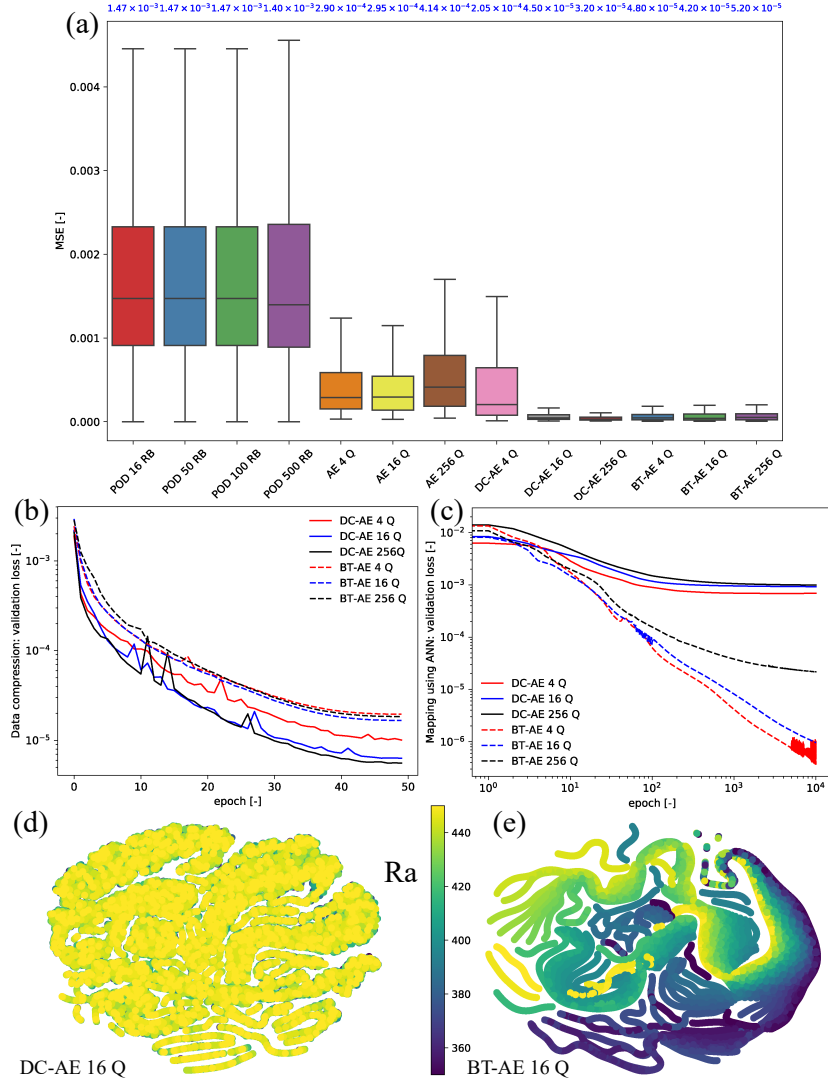 1.47 × 10⁻³ 1.47 × 10⁻³ 1.47 × 10⁻³ 1.40 × 10⁻³ 2.90 × 10⁻⁴ 2.95 × 10⁻⁴ 4.14 × 10⁻⁴ 2.05 × 10⁻⁴ 4.50 × 10⁻⁵ 3.20 × 10⁻⁵ 4.80 × 10⁻⁵ 4.20 × 10⁻⁵ 5.20 × 10⁻⁵
(a)
MSE [-]
0.004
0.003
0.002
0.001
0.000
POD 16 RB
POD 50 RB
POD 100 RB
POD 500 RB
AE 4 Q
AE 16 Q
AE 256 Q
DC-AE 4 Q
DC-AE 16 Q
DC-AE 256 Q
BT-AE 4 Q
BT-AE 16 Q
BT-AE 256 Q
(b)
Data compression: validation loss [-]
10⁻³
10⁻⁴
10⁻⁵
DC-AE 4 Q
DC-AE 16 Q
DC-AE 256Q
BT-AE 4 Q
BT-AE 16 Q
BT-AE 256 Q
0 10 20 30 40 50
epoch [-]
(c)
Mapping using ANN: validation loss [-]
10⁻²
10⁻³
10⁻⁴
10⁻⁵
10⁻⁶
DC-AE 4 Q
DC-AE 16 Q
DC-AE 256 Q
BT-AE 4 Q
BT-AE 16 Q
BT-AE 256 Q
10⁰ 10¹ 10² 10³ 10⁴
epoch [-]
(d)
DC-AE 16 Q
Ra
440
420
400
380
360
(e)
BT-AE 16 Q